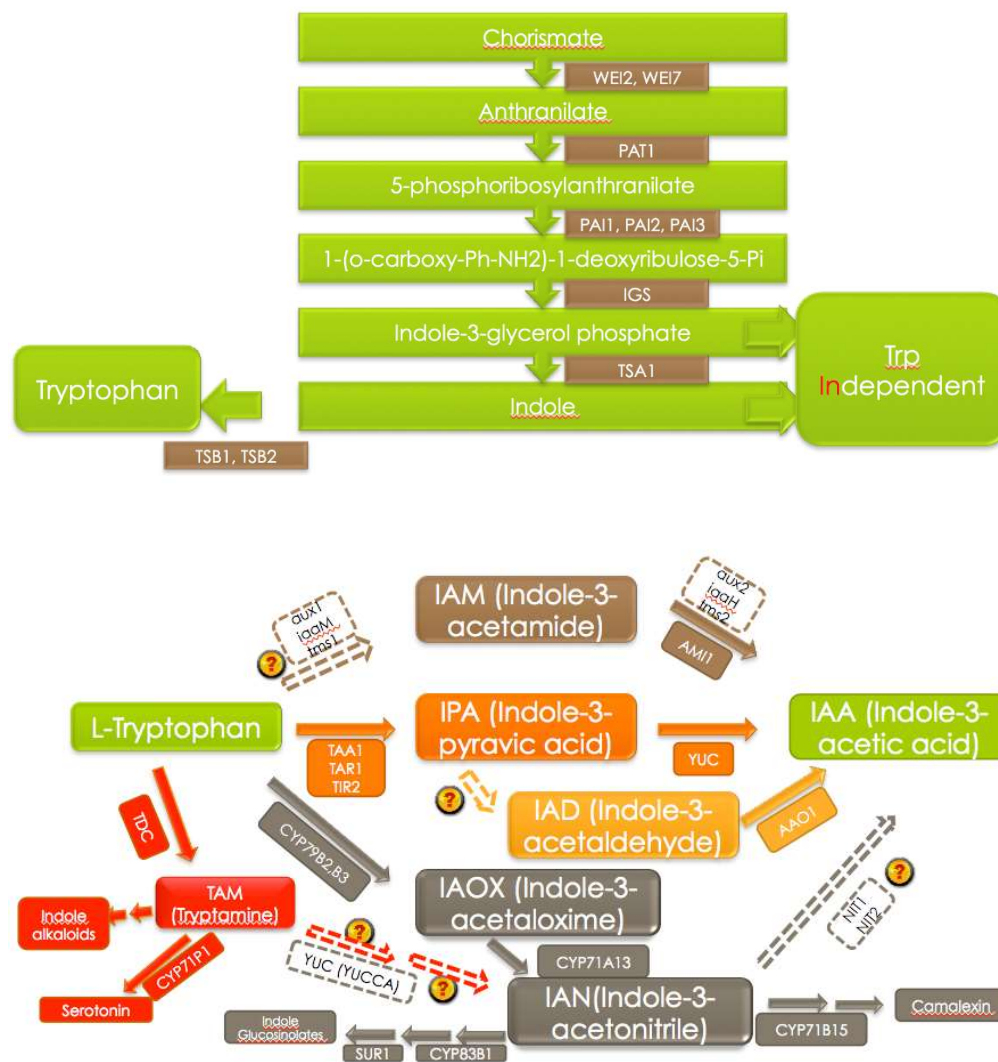 Chorismate
WEI2, WEI7
Anthranilate
PAT1
5-phosphoribosylanthranilate
PAI1, PAI2, PAI3
1-(o-carboxy-Ph-NH2)-1-deoxyribulose-5-Pi
IGS
Indole-3-glycerol phosphate
TSA1
Indole
Trp
Independent
Tryptophan
TSB1, TSB2
aux1
iaaM
tms1
?
IAM (Indole-3-
acetamide)
aux2
iaaH
tms2
AMI1
L-Tryptophan
TAA1
TAR1
TIR2
IPA (Indole-3-
pyravic acid)
YUC
IAA (Indole-3-
acetic acid)
?
IAD (Indole-3-
acetaldehyde)
AAO1
TDC
CYP79B2,B3
TAM
(Tryptamine)
Indole
alkaloids
CYP71P1
Serotonin
IAOX (Indole-3-
acetaloxime)
?
YUC (YUCCA)
?
CYP71A13
IAN(Indole-3-
acetonitrile)
NIT1
NIT2
?
CYP71B15
Camalexin
Indole
Glucosinolates
SUR1
CYP83B1